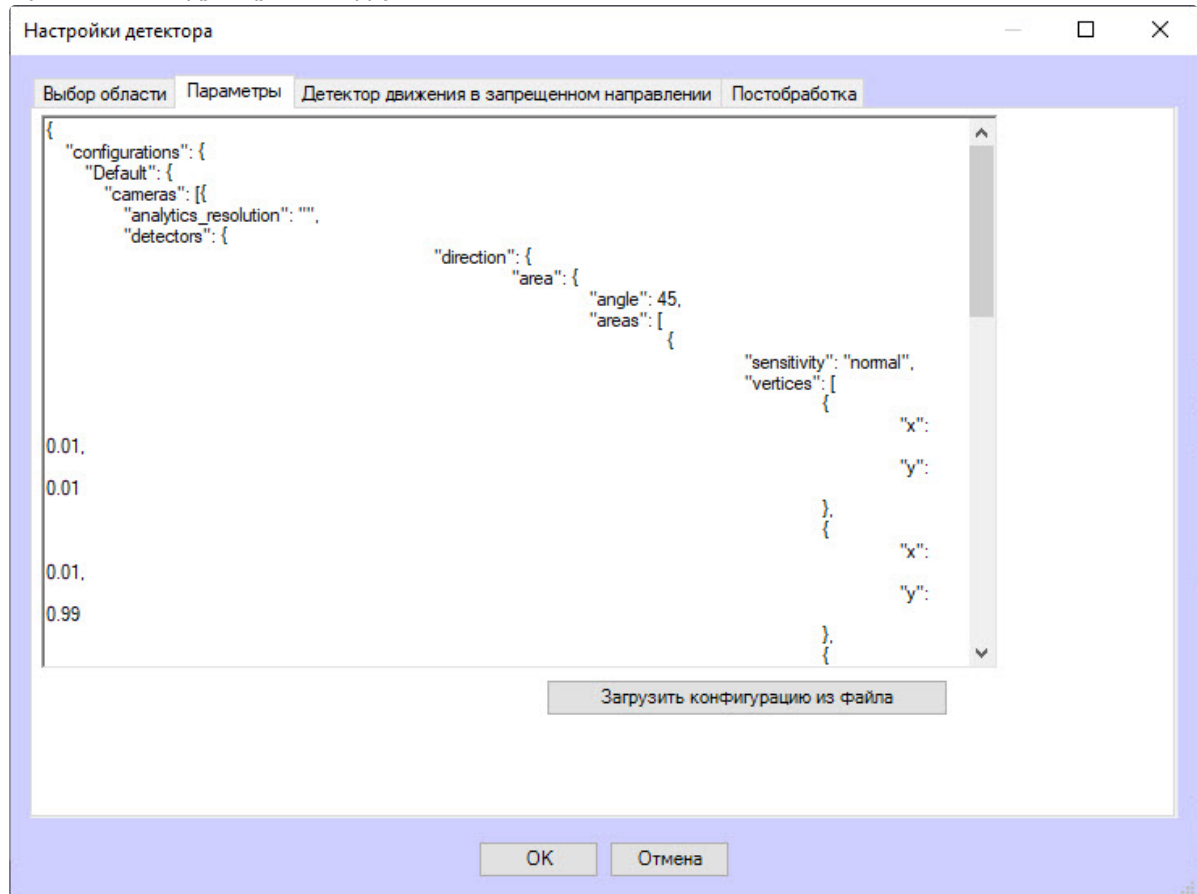 Настройки детектора
Выбор области Параметры Детектор движения в запрещенном направлении Постобработка
{
"configurations": {
"Default": {
"cameras": [{
"analytics_resolution": "",
"detectors": {
"direction": {
"area": {
"angle": 45,
"areas": [
{
"sensitivity": "normal",
"vertices": [
{
"x":
0.01,
"y":
0.01
},
{
"x":
0.01,
"y":
0.99
},
{
Загрузить конфигурацию из файла
OK Отмена